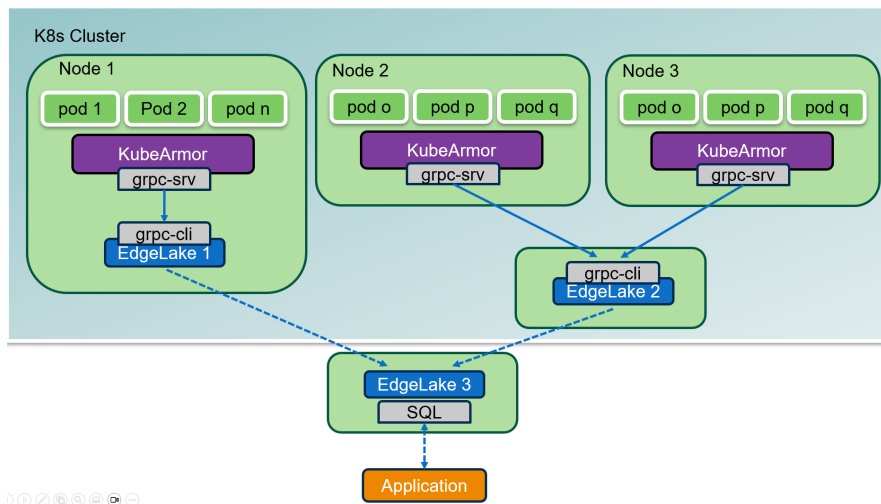 K8s Cluster
Node 1
pod 1
Pod 2
pod n
KubeArmor
grpc-srv
grpc-cli
EdgeLake 1
Node 2
pod o
pod p
pod q
KubeArmor
grpc-srv
Node 3
pod o
pod p
pod q
KubeArmor
grpc-srv
grpc-cli
EdgeLake 2
EdgeLake 3
SQL
Application